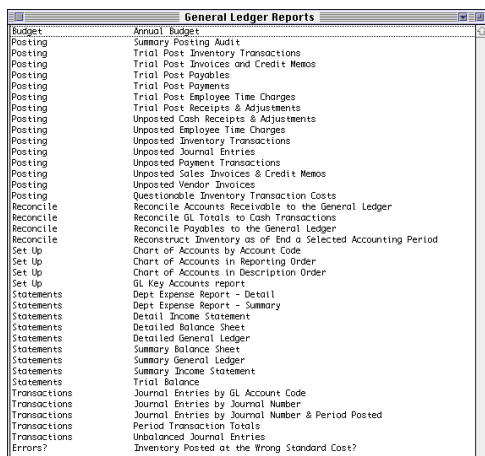 General Ledger Reports
Budget Annual Budget
Posting Summary Posting Audit
Posting Trial Post Inventory Transactions
Posting Trial Post Invoices and Credit Memos
Posting Trial Post Payables
Posting Trial Post Payments
Posting Trial Post Employee Time Charges
Posting Trial Post Receipts & Adjustments
Posting Unposted Cash Receipts & Adjustments
Posting Unposted Employee Time Charges
Posting Unposted Inventory Transactions
Posting Unposted Journal Entries
Posting Unposted Payment Transactions
Posting Unposted Sales Invoices & Credit Memos
Posting Unposted Vendor Invoices
Posting Questionable Inventory Transaction Costs
Reconcile Reconcile Accounts Receivable to the General Ledger
Reconcile Reconcile GL Totals to Cash Transactions
Reconcile Reconcile Payables to the General Ledger
Reconcile Reconstruct Inventory as of End a Selected Accounting Period
Set Up Chart of Accounts by Account Code
Set Up Chart of Accounts in Reporting Order
Set Up Chart of Accounts in Description Order
Set Up GL Key Accounts report
Statements Dept Expense Report - Detail
Statements Dept Expense Report - Summary
Statements Detail Income Statement
Statements Detailed Balance Sheet
Statements Detailed General Ledger
Statements Summary Balance Sheet
Statements Summary General Ledger
Statements Summary Income Statement
Statements Trial Balance
Transactions Journal Entries by GL Account Code
Transactions Journal Entries by Journal Number
Transactions Journal Entries by Journal Number & Period Posted
Transactions Period Transaction Totals
Transactions Unbalanced Journal Entries
Errors? Inventory Posted at the Wrong Standard Cost?